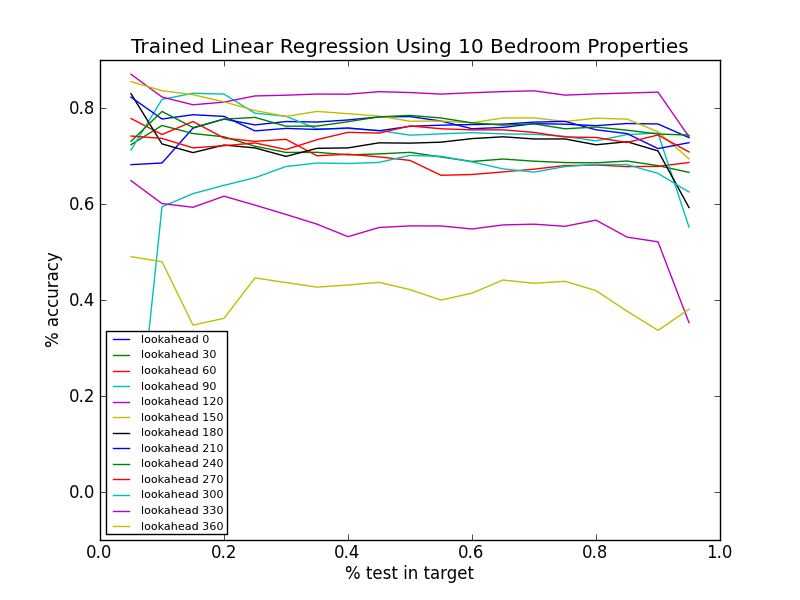 Trained Linear Regression Using 10 Bedroom Properties
% accuracy
0.8
0.6
0.4
0.2
0.0
lookahead 0
lookahead 30
lookahead 60
lookahead 90
lookahead 120
lookahead 150
lookahead 180
lookahead 210
lookahead 240
lookahead 270
lookahead 300
lookahead 330
lookahead 360
0.0 0.2 0.4 0.6 0.8 1.0
% test in target